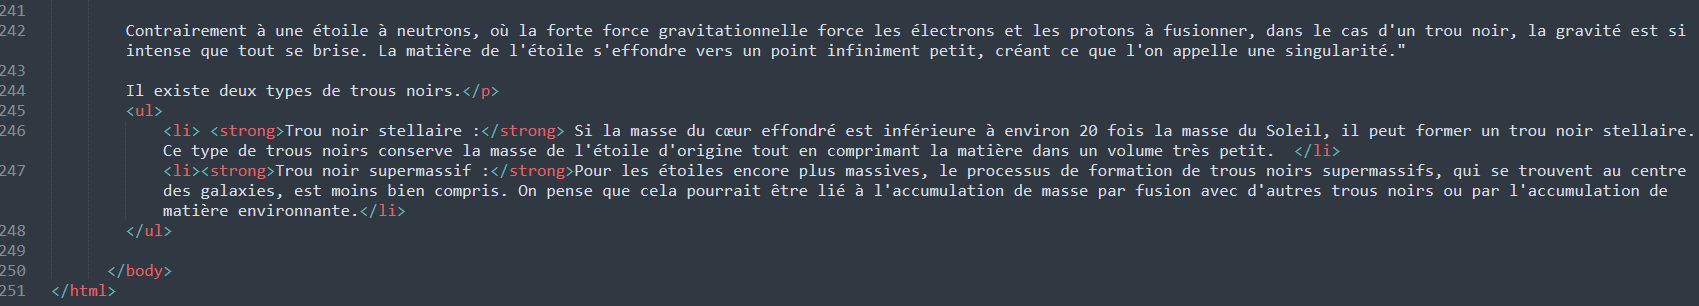 241
242 Contrairement à une étoile à neutrons, où la forte force gravitationnelle force les électrons et les protons à fusionner, dans le cas d'un trou noir, la gravité est si
intense que tout se brise. La matière de l'étoile s'effondre vers un point infiniment petit, créant ce que l'on appelle une singularité."
243
244 Il existe deux types de trous noirs.</p>
245 <ul>
246 <li> <strong>Trou noir stellaire :</strong> Si la masse du cœur effondré est inférieure à environ 20 fois la masse du Soleil, il peut former un trou noir stellaire.
Ce type de trous noirs conserve la masse de l'étoile d'origine tout en comprimant la matière dans un volume très petit.  </li>
247 <li><strong>Trou noir supermassif :</strong>Pour les étoiles encore plus massives, le processus de formation de trous noirs supermassifs, qui se trouvent au centre
des galaxies, est moins bien compris. On pense que cela pourrait être lié à l'accumulation de masse par fusion avec d'autres trous noirs ou par l'accumulation de
matière environnante.</li>
248 </ul>
249
250 </body>
251 </html>